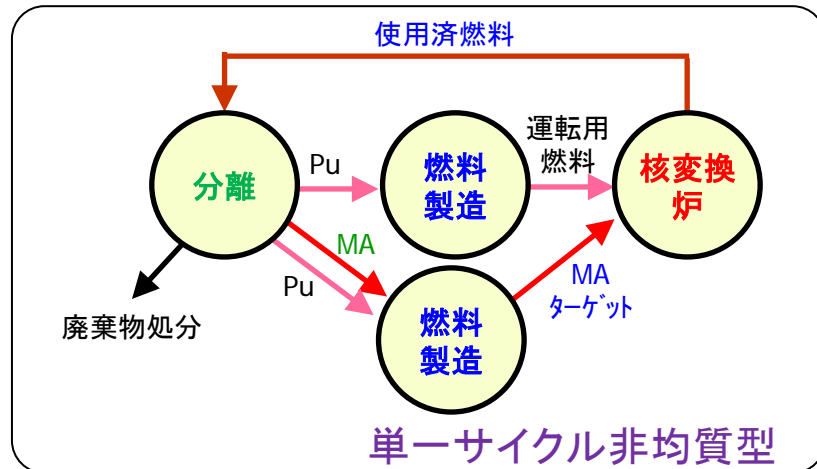 使用済燃料
分離
Pu
燃料
製造
運転用
燃料
核変換
炉
MA
Pu
燃料
製造
MA
ﾀｰｹﾞｯﾄ
廃棄物処分
単一サイクル非均質型